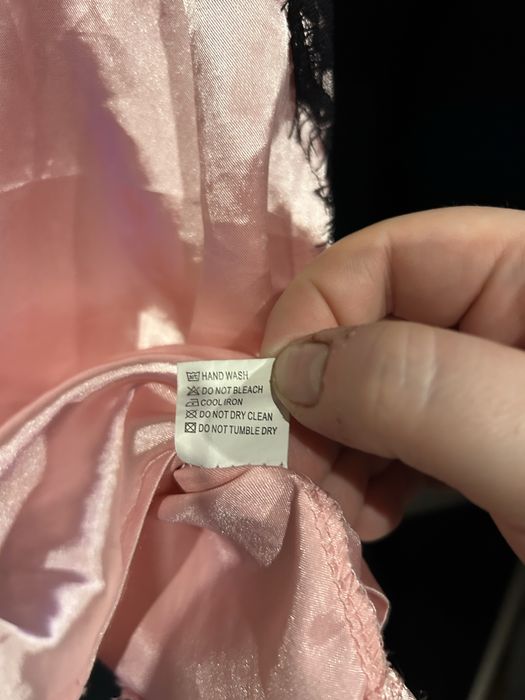 HAND WASH
DO NOT BLEACH
COOL IRON
DO NOT DRY CLEAN
DO NOT TUMBLE DRY